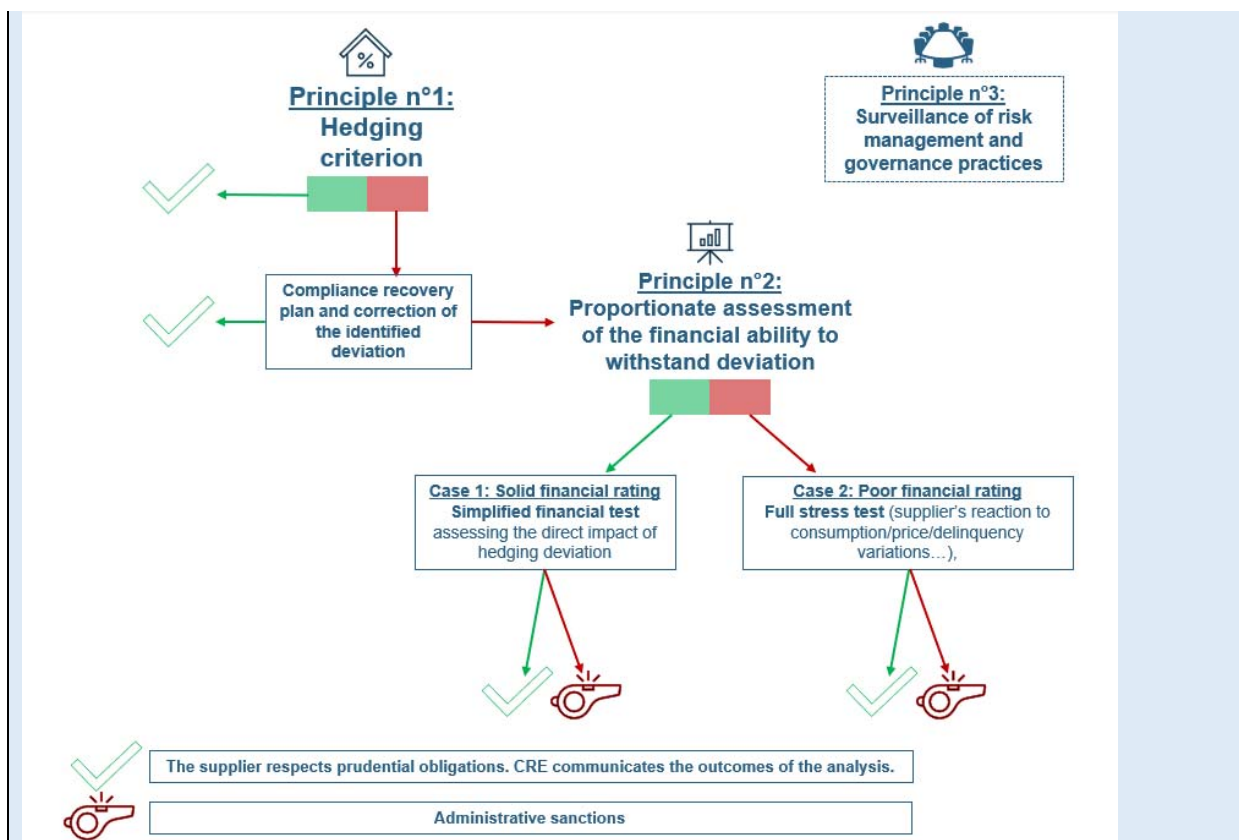 %
Principle n°1:
Hedging
criterion
Principle n°3:
Surveillance of risk
management and
governance practices
Compliance recovery
plan and correction of
the identified
deviation
Principle n°2:
Proportionate assessment
of the financial ability to
withstand deviation
Case 1: Solid financial rating
Simplified financial test
assessing the direct impact of
hedging deviation
Case 2: Poor financial rating
Full stress test (supplier's reaction to
consumption/price/delinquency
variations…),
The supplier respects prudential obligations. CRE communicates the outcomes of the analysis.
Administrative sanctions